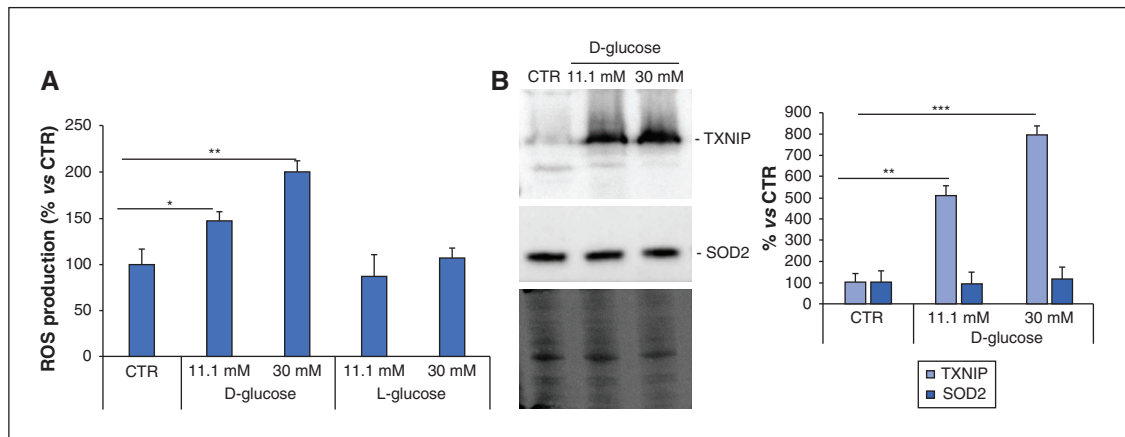 A
ROS production (% vs CTR)
250
200
150
100
50
0
**
*
CTR
11.1 mM
30 mM
11.1 mM
30 mM
D-glucose
L-glucose
B
D-glucose
CTR 11.1 mM 30 mM
- TXNIP
- SOD2
% vs CTR
900
800
700
600
500
400
300
200
100
0
***
**
CTR
11.1 mM
30 mM
D-glucose
TXNIP
SOD2